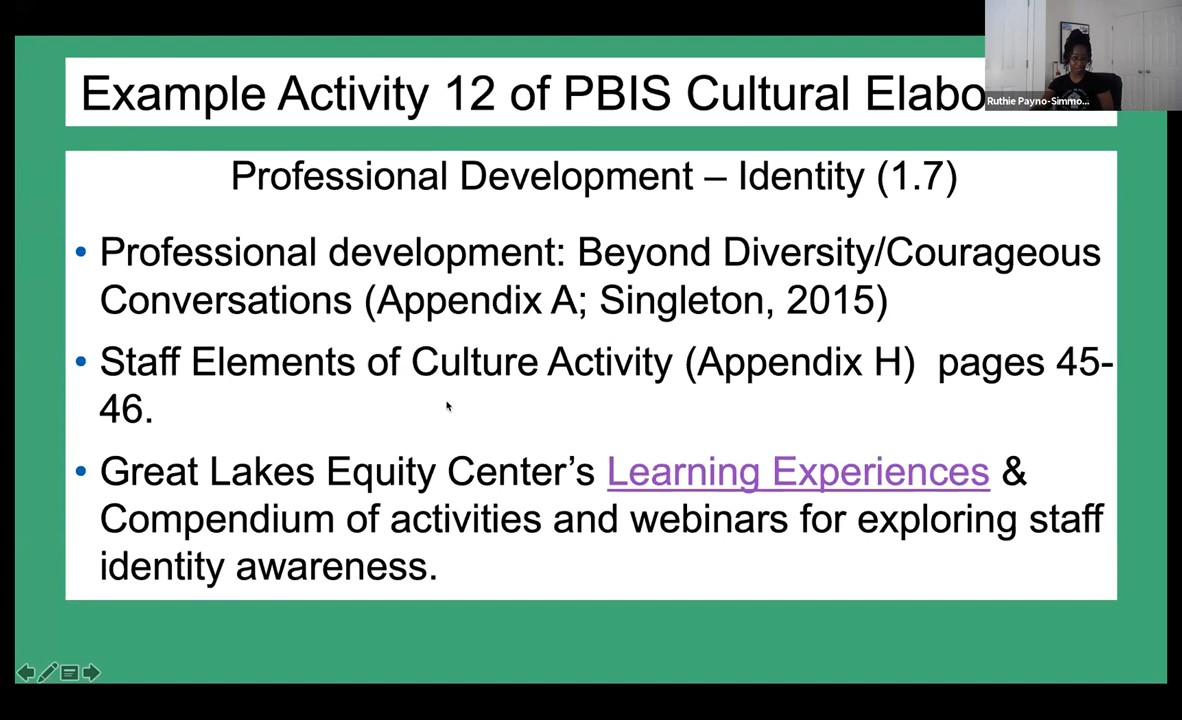 Example Activity 12 of PBIS Cultural Elabo
Ruthie Payno-Simmo...
Professional Development – Identity (1.7)
• Professional development: Beyond Diversity/Courageous
Conversations (Appendix A; Singleton, 2015)
• Staff Elements of Culture Activity (Appendix H)  pages 45-
46.
• Great Lakes Equity Center’s Learning Experiences &
Compendium of activities and webinars for exploring staff
identity awareness.